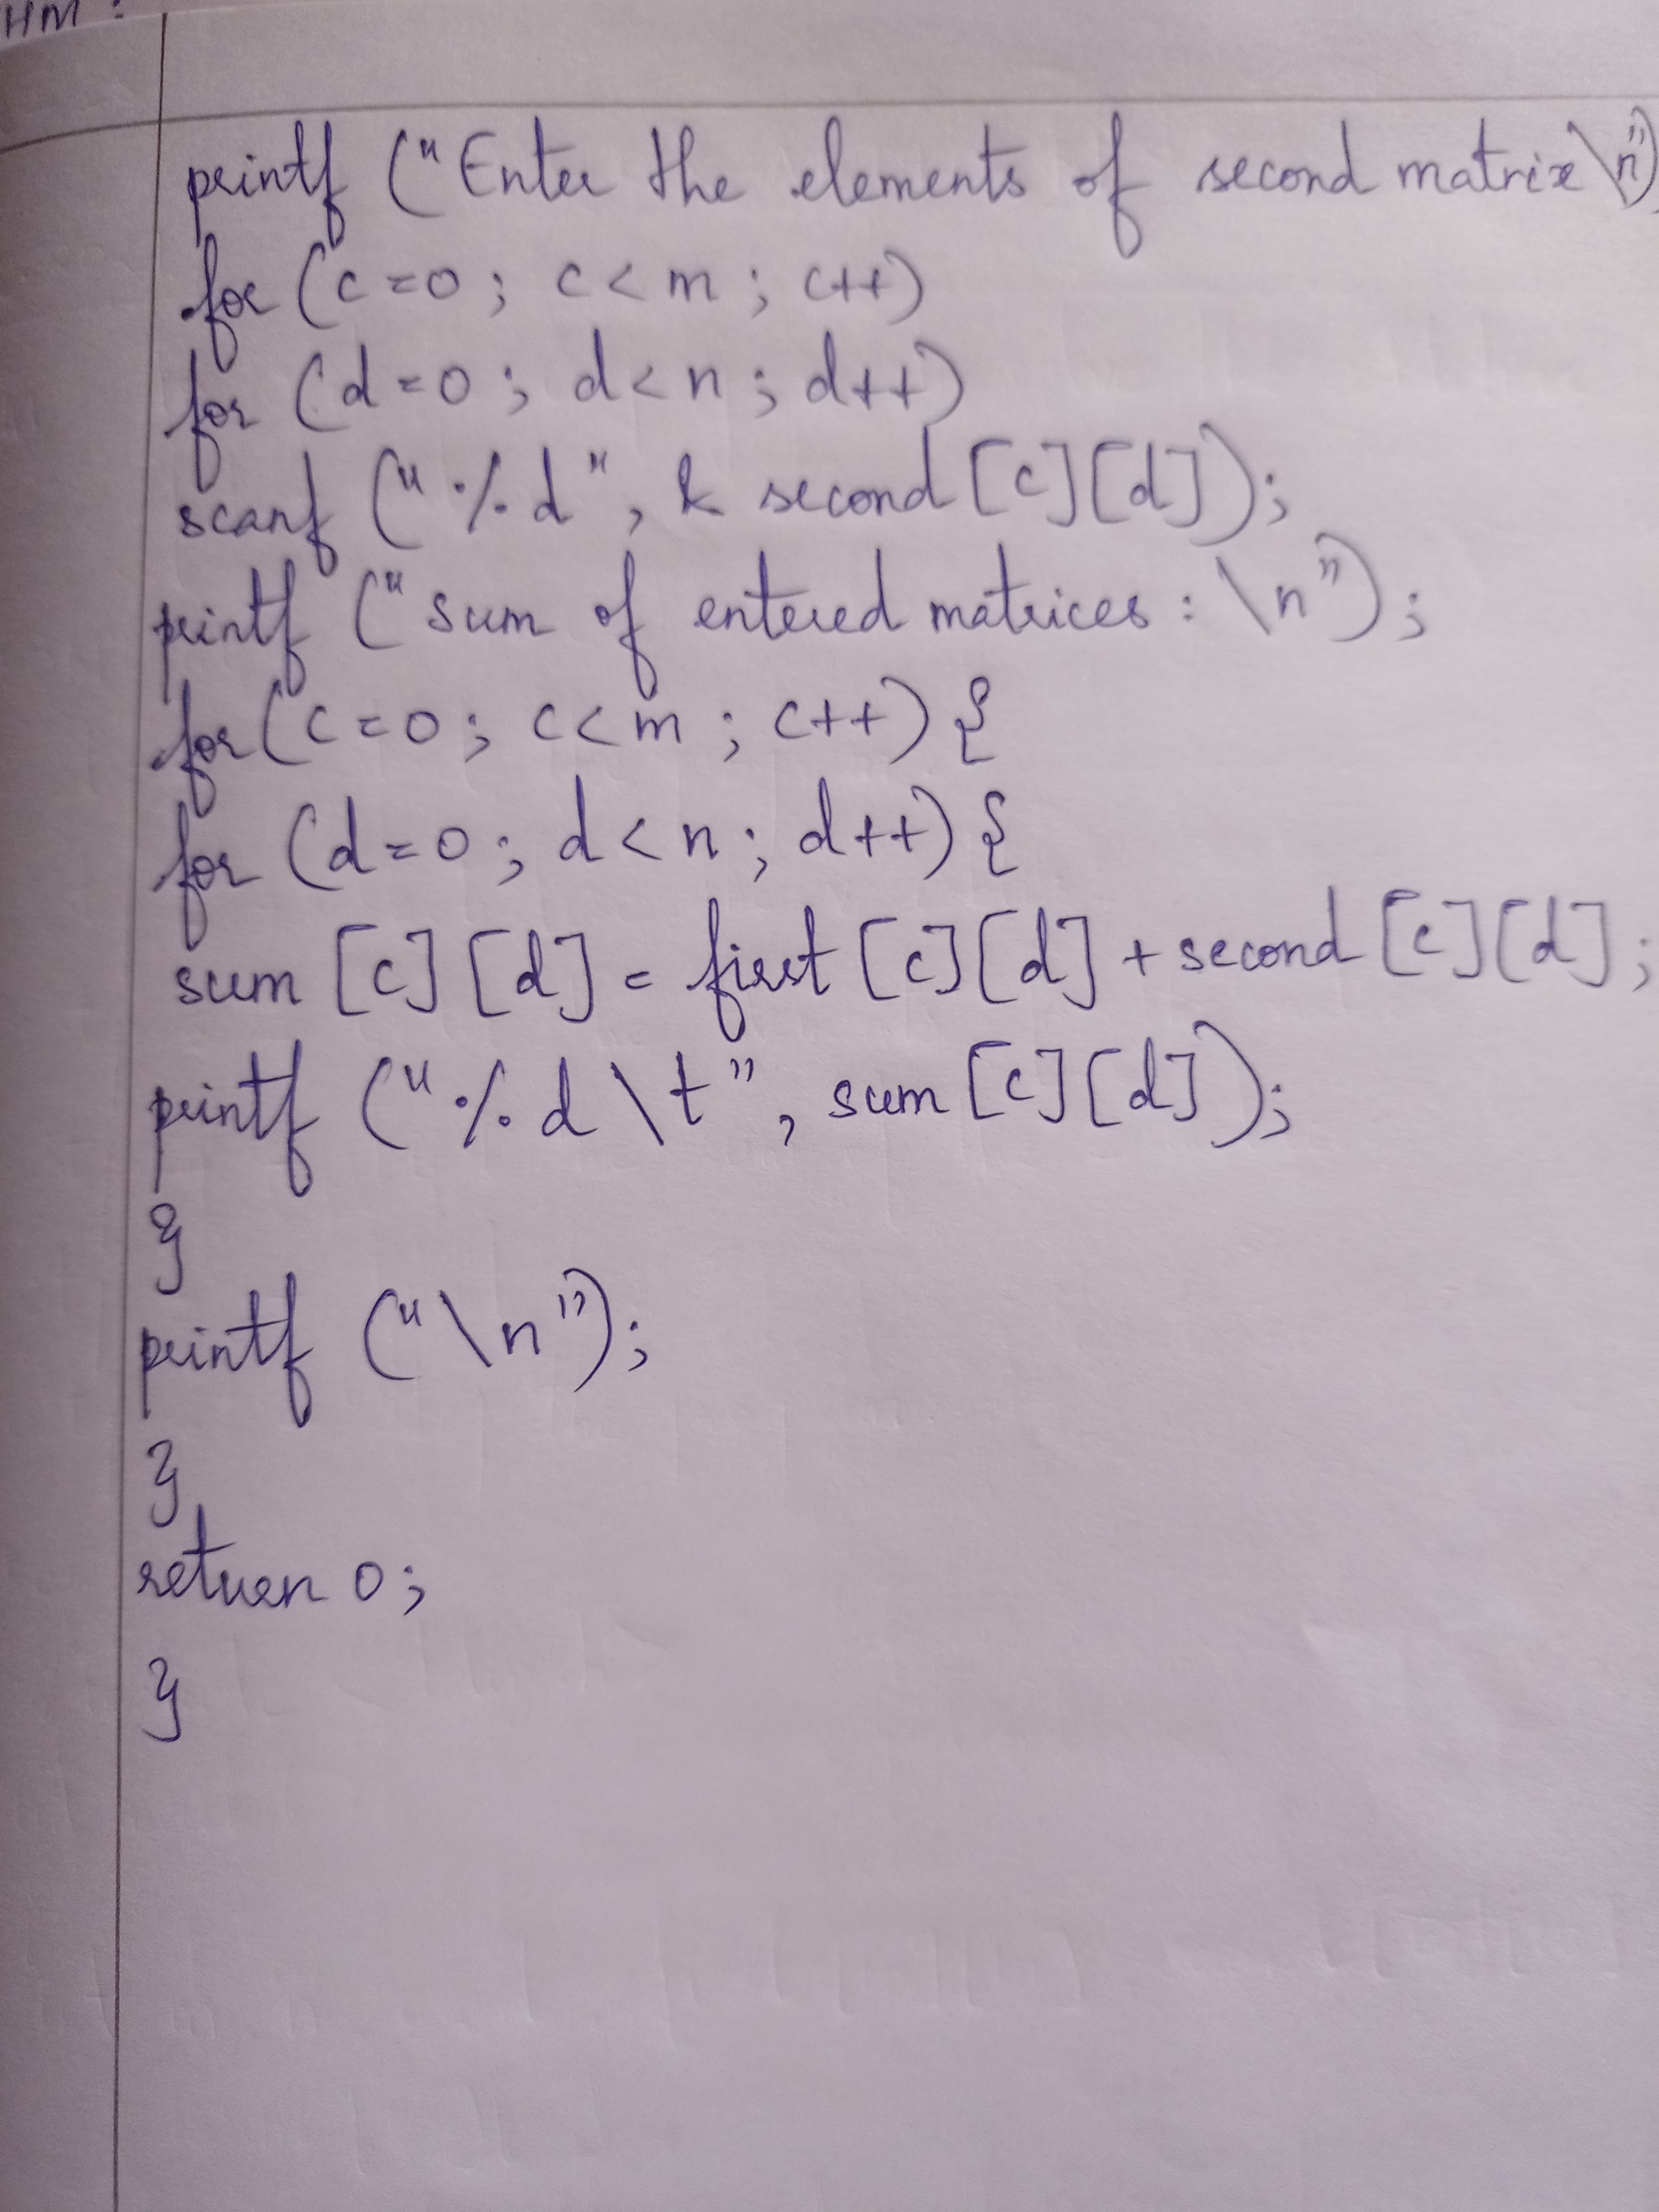 HM :
printf ("Enter the elements of second matrix\n")
for (c=0; c<m; c++)
for (d=0; d<n; d++)
scanf ("%d", & second [c][d]);
printf ("sum of entered matrices : \n");
for (c=0; c<m; c++) {
for (d=0; d<n; d++) {
sum [c][d] = first [c][d] + second [c][d];
printf ("%d \t", sum [c][d]);
}
printf ("\n");
}
return 0;
}